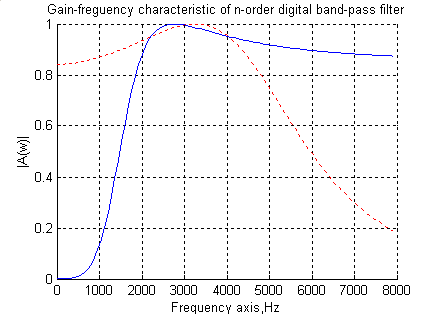 Gain-freguency characteristic of n-order digital band-pass filter
1
0.8
0.6
0.4
0.2
0
|A(w)|
0 1000 2000 3000 4000 5000 6000 7000 8000
Frequency axis,Hz